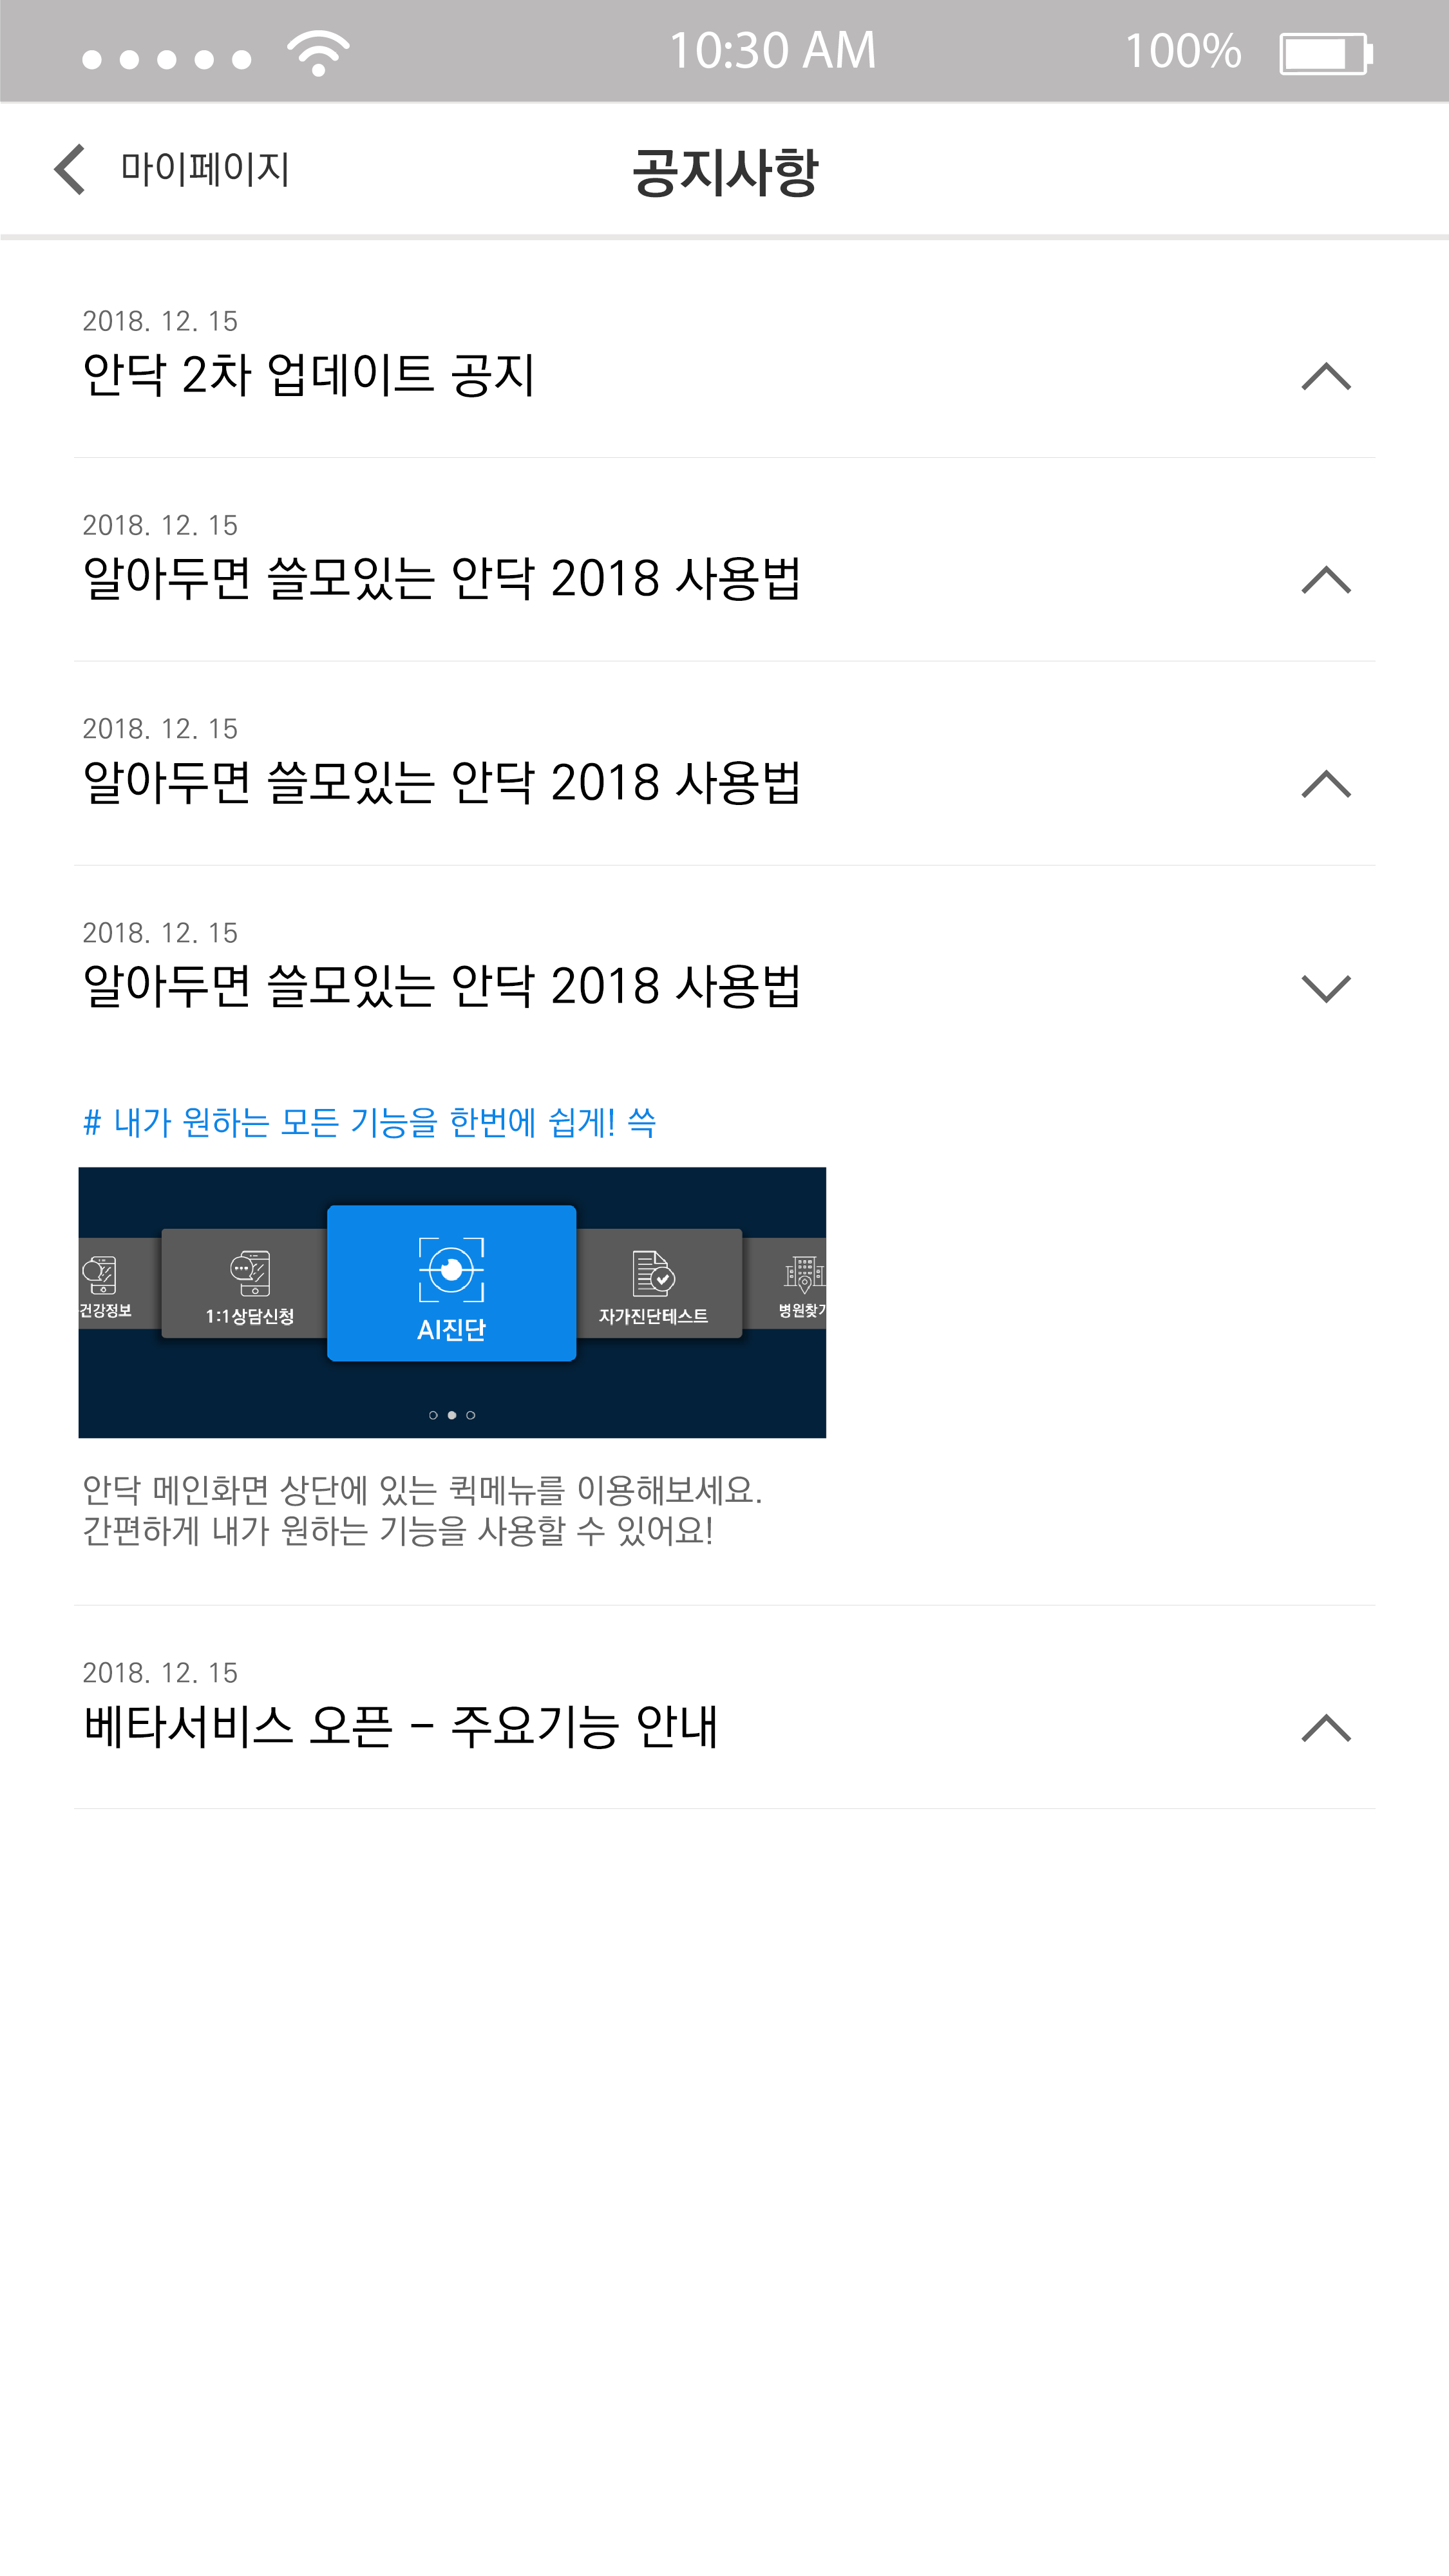 10:30 AM
100%
마이페이지
공지사항
2018. 12. 15
안닥 2차 업데이트 공지
2018. 12. 15
알아두면 쓸모있는 안닥 2018 사용법
2018. 12. 15
알아두면 쓸모있는 안닥 2018 사용법
2018. 12. 15
알아두면 쓸모있는 안닥 2018 사용법
# 내가 원하는 모든 기능을 한번에 쉽게! 쓱
건강정보
1:1상담신청
AI진단
자가진단테스트
병원찾기
안닥 메인화면 상단에 있는 퀵메뉴를 이용해보세요.
간편하게 내가 원하는 기능을 사용할 수 있어요!
2018. 12. 15
베타서비스 오픈 - 주요기능 안내